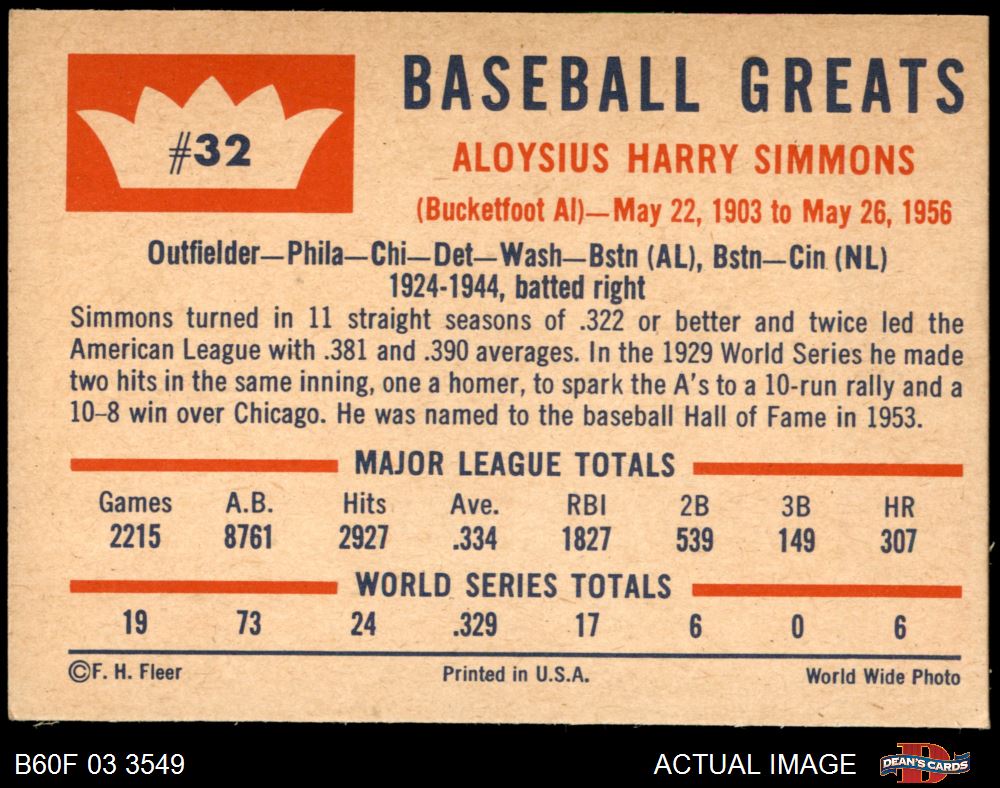 #32
BASEBALL GREATS
ALOYSIUS HARRY SIMMONS
(Bucketfoot Al)—May 22, 1903 to May 26, 1956
Outfielder—Phila—Chi—Det—Wash—Bstn (AL), Bstn—Cin (NL)
1924-1944, batted right
Simmons turned in 11 straight seasons of .322 or better and twice led the
American League with .381 and .390 averages. In the 1929 World Series he made
two hits in the same inning, one a homer, to spark the A's to a 10-run rally and a
10–8 win over Chicago. He was named to the baseball Hall of Fame in 1953.
MAJOR LEAGUE TOTALS
Games A.B. Hits Ave. RBI 2B 3B HR
2215 8761 2927 .334 1827 539 149 307
WORLD SERIES TOTALS
19 73 24 .329 17 6 0 6
©F. H. Fleer Printed in U.S.A. World Wide Photo
B60F 03 3549 ACTUAL IMAGE D DEAN'S CARDS